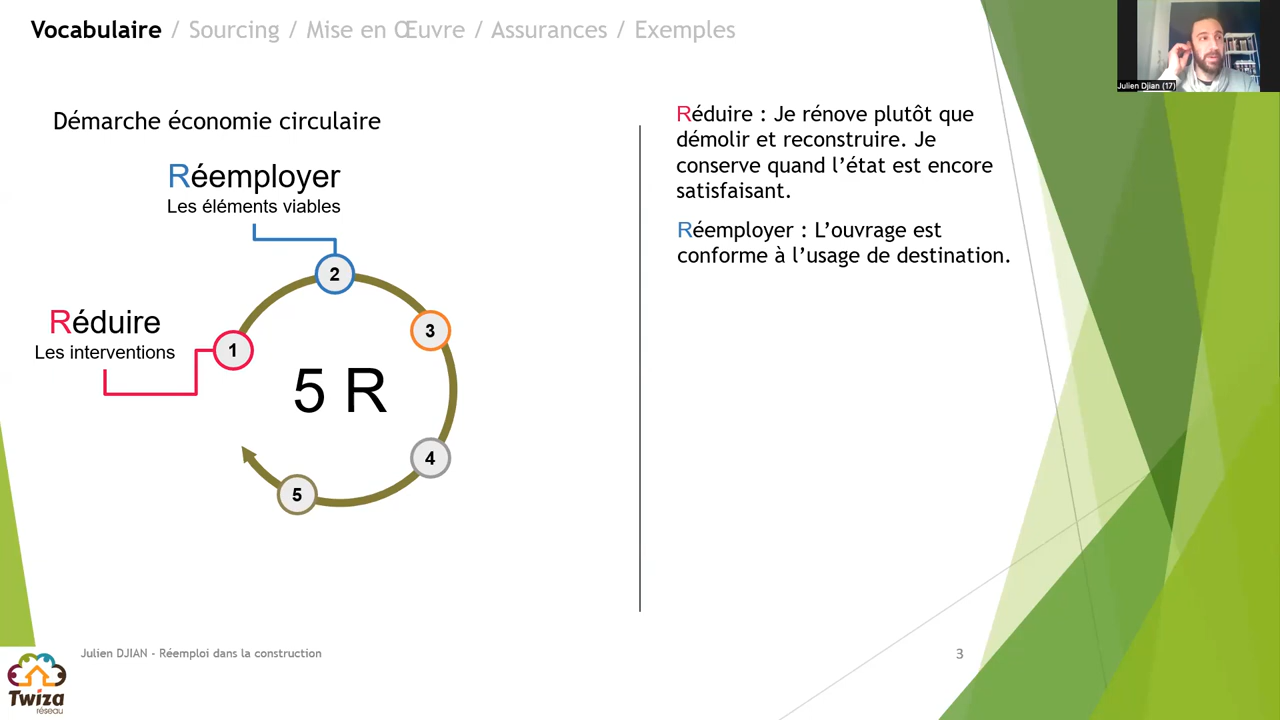 Vocabulaire / Sourcing / Mise en Œuvre / Assurances / Exemples
Julien Djian (17)
Démarche économie circulaire
Réemployer
Les éléments viables
Réduire
Les interventions
1
2
3
4
5
5 R
Réduire : Je rénove plutôt que
démolir et reconstruire. Je
conserve quand l’état est encore
satisfaisant.
Réemployer : L’ouvrage est
conforme à l’usage de destination.
Julien DJIAN - Réemploi dans la construction
3
Twiza
réseau